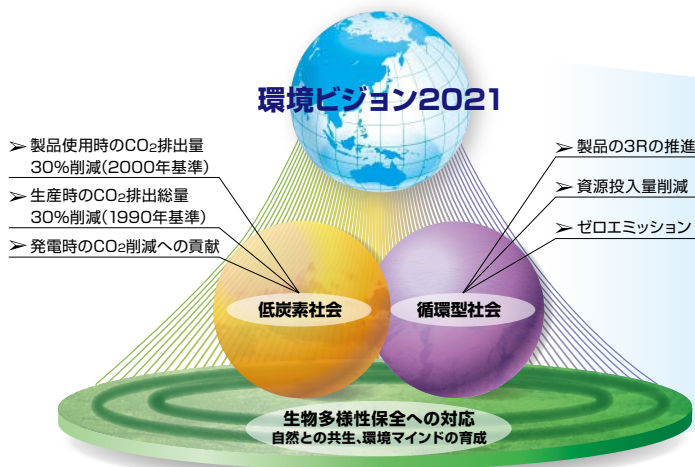 環境ビジョン2021
➢ 製品使用時のCO₂排出量
30%削減(2000年基準)
➢ 生産時のCO₂排出総量
30%削減(1990年基準)
➢ 発電時のCO₂削減への貢献
➢ 製品の3Rの推進
➢ 資源投入量削減
➢ ゼロエミッション
低炭素社会
循環型社会
生物多様性保全への対応
自然との共生、環境マインドの育成